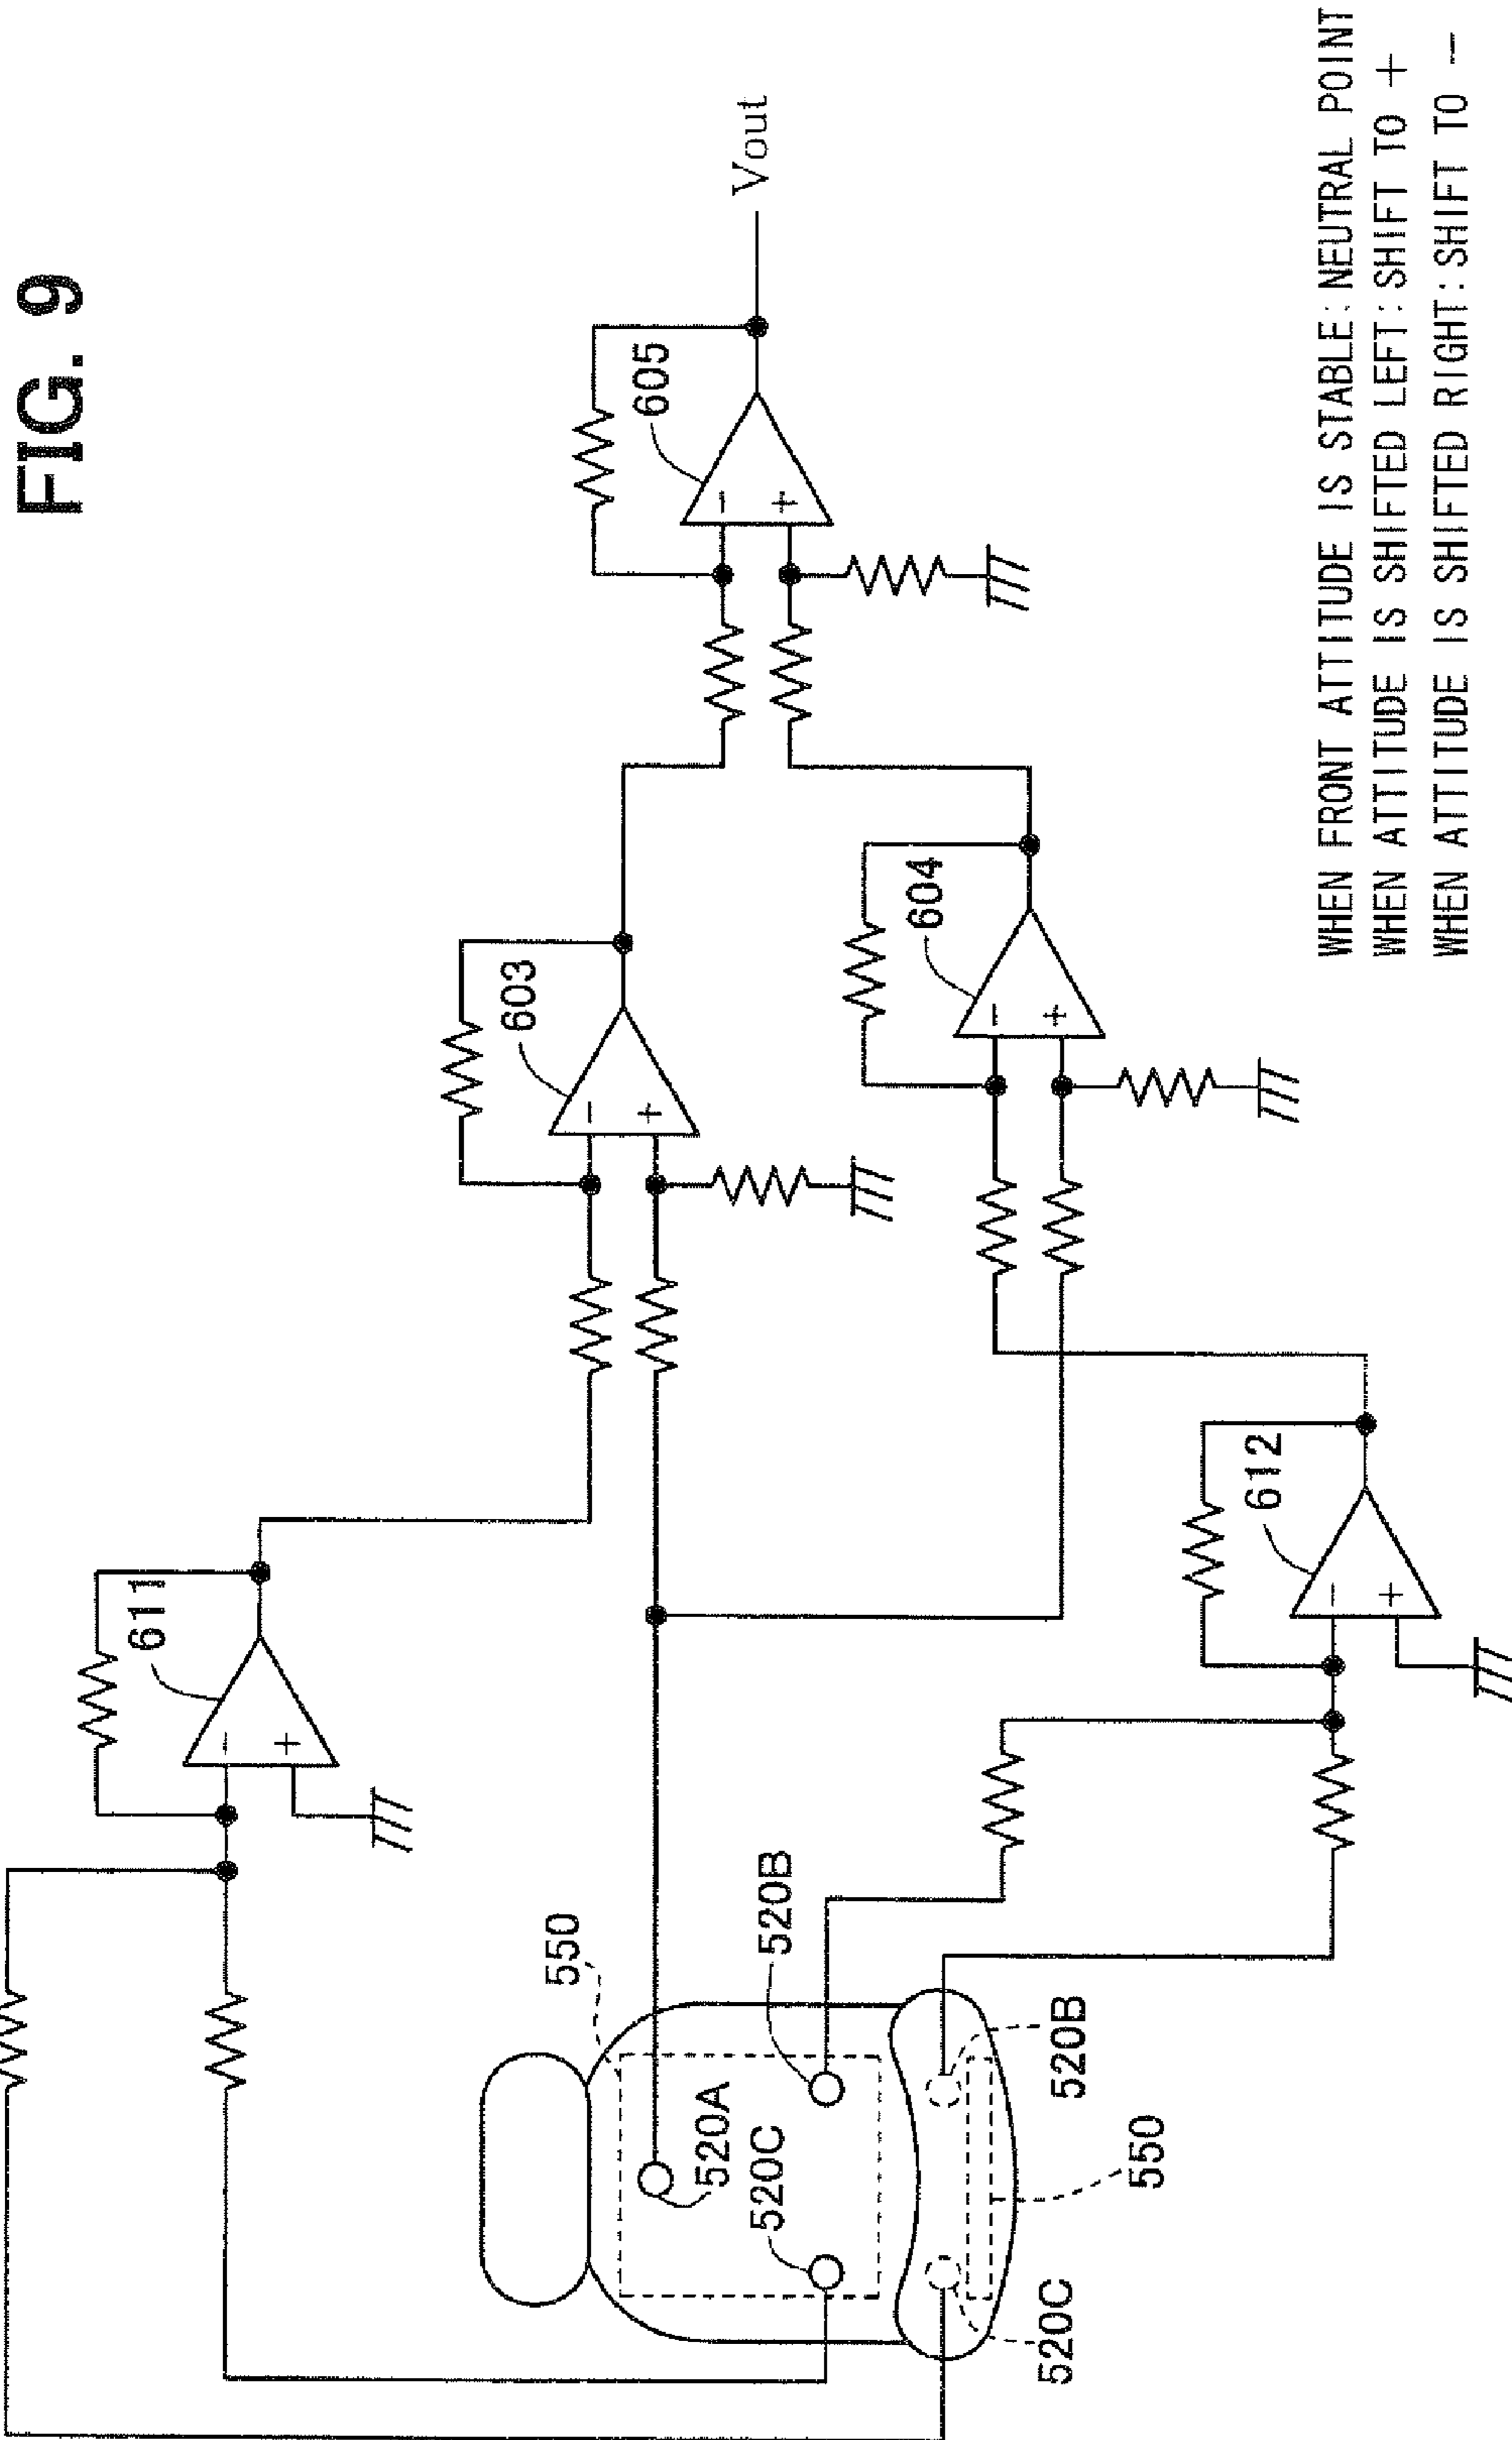 FIG. 9
611
603
605
Vout
-
+
-
+
-
+
604
-
+
612
-
+
550
520A
520C
520B
520B
520C
550
WHEN FRONT ATTITUDE IS STABLE:NEUTRAL POINT
WHEN ATTITUDE IS SHIFTED LEFT:SHIFT TO +
WHEN ATTITUDE IS SHIFTED RIGHT:SHIFT TO -